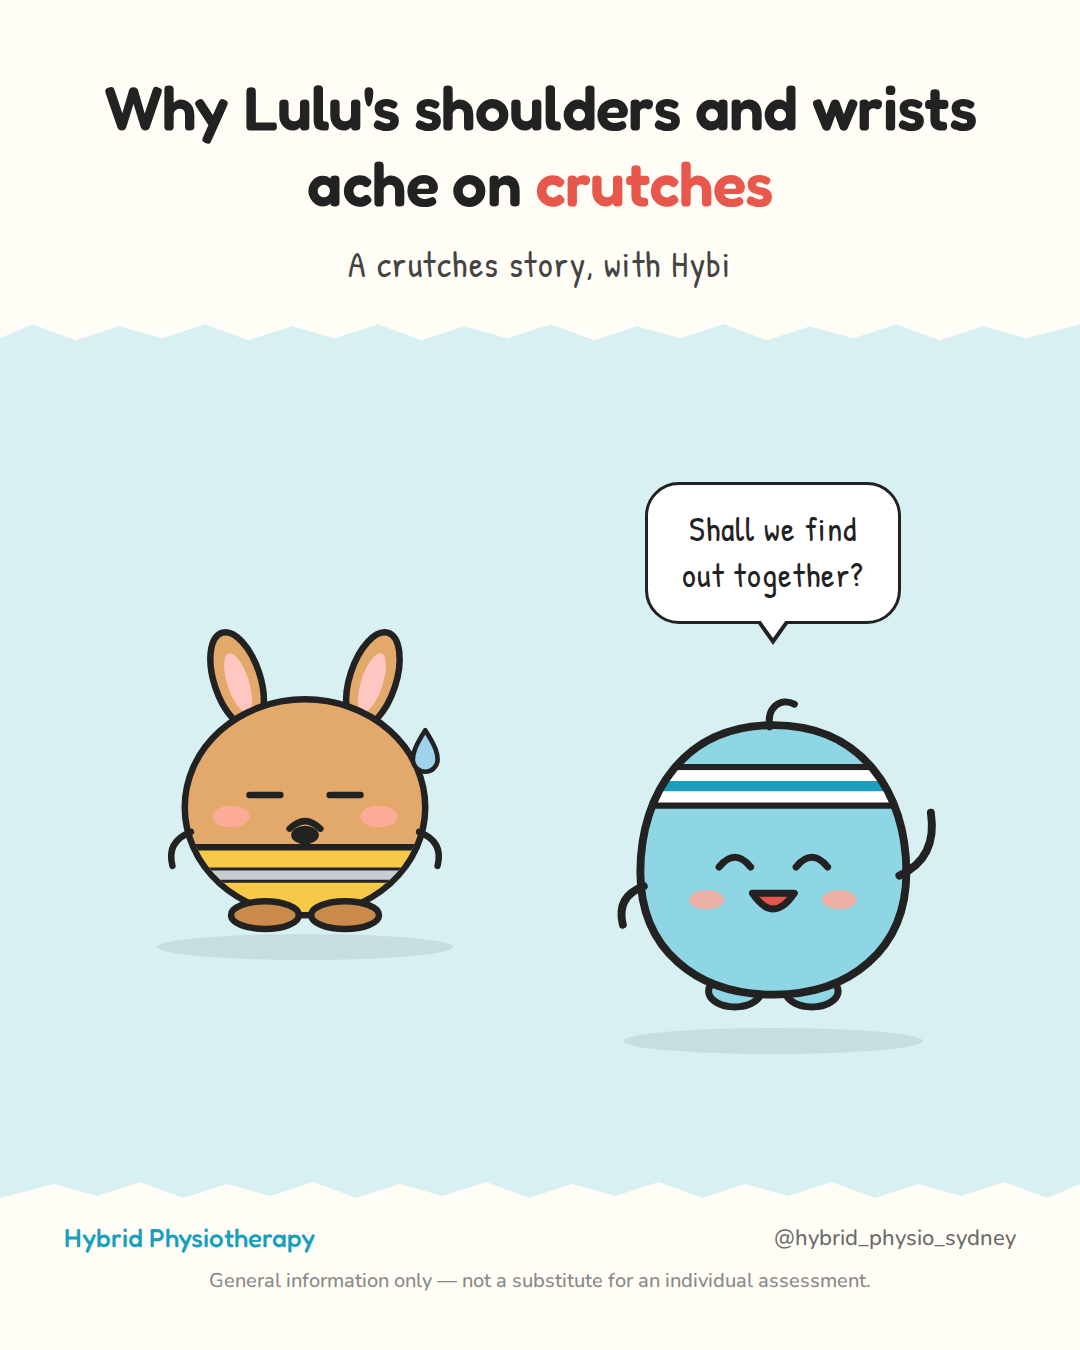 Why Lulu's shoulders and wrists
ache on crutches
A crutches story, with Hybi
Shall we find
out together?
Hybrid Physiotherapy
@hybrid_physio_sydney
General information only — not a substitute for an individual assessment.